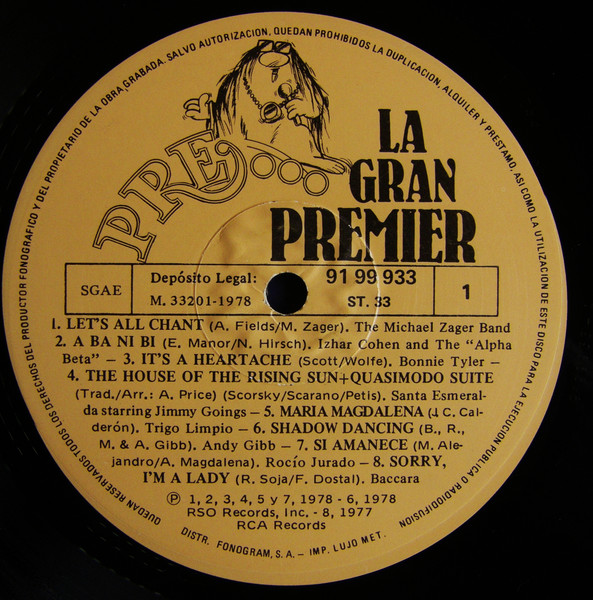 QUEDAN RESERVADOS TODOS LOS DERECHOS DEL PRODUCTOR FONOGRAFICO Y DEL PROPIETARIO DE LA OBRA GRABADA. SALVO AUTORIZACION, QUEDAN PROHIBIDOS LA DUPLICACION, ALQUILER Y PRESTAMO, ASI COMO LA UTILIZACION DE ESTE DISCO PARA LA EJECUCION PUBLICA O RADIODIFUSION
PRE
LA
GRAN
PREMIER
SGAE
Depósito Legal:
M. 33201-1978
91 99 933
ST. 33
1
1. LET'S ALL CHANT (A. Fields/M. Zager). The Michael Zager Band
2. A BA NI BI (E. Manor/N. Hirsch). Izhar Cohen and The "Alpha
Beta" – 3. IT'S A HEARTACHE (Scott/Wolfe). Bonnie Tyler –
4. THE HOUSE OF THE RISING SUN+QUASIMODO SUITE
(Trad./Arr.: A. Price) (Scorsky/Scarano/Petis). Santa Esmeral-
da starring Jimmy Goings – 5. MARIA MAGDALENA (J. C. Cal-
derón). Trigo Limpio – 6. SHADOW DANCING (B., R.,
M. & A. Gibb). Andy Gibb – 7. SI AMANECE (M. Ale-
jandro/A. Magdalena). Rocío Jurado – 8. SORRY,
I'M A LADY (R. Soja/F. Dostal). Baccara
℗ 1, 2, 3, 4, 5 y 7, 1978 - 6, 1978
RSO Records, Inc. - 8, 1977
RCA Records
DISTR. FONOGRAM, S.A. – IMP. LUJO MET.